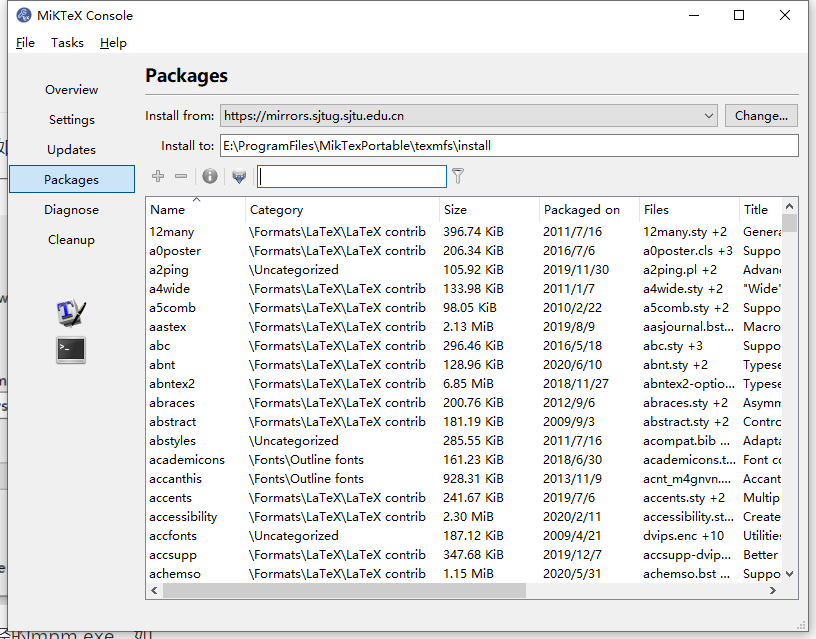 MiKTeX Console
File Tasks Help
Overview
Settings
Updates
Packages
Diagnose
Cleanup
Packages
Install from: https://mirrors.sjtug.sjtu.edu.cn Change...
Install to: E:\ProgramFiles\MikTexPortable\texmfs\install
Name Category Size Packaged on Files Title
12many \Formats\LaTeX\LaTeX contrib 396.74 KiB 2011/7/16 12many.sty +2 Genera
a0poster \Formats\LaTeX\LaTeX contrib 206.34 KiB 2016/7/6 a0poster.cls +3 Suppo
a2ping \Uncategorized 105.92 KiB 2019/11/30 a2ping.pl +2 Advan
a4wide \Formats\LaTeX\LaTeX contrib 133.98 KiB 2011/1/7 a4wide.sty +2 "Wide"
a5comb \Formats\LaTeX\LaTeX contrib 98.05 KiB 2010/2/22 a5comb.sty +2 Suppo
aastex \Formats\LaTeX\LaTeX contrib 2.13 MiB 2019/8/9 aasjournal.bst... Macro
abc \Formats\LaTeX\LaTeX contrib 296.46 KiB 2016/5/18 abc.sty +3 Suppo
abnt \Formats\LaTeX\LaTeX contrib 128.96 KiB 2020/6/10 abnt.sty +2 Typese
abntex2 \Formats\LaTeX\LaTeX contrib 6.85 MiB 2018/11/27 abntex2-optio... Typese
abraces \Formats\LaTeX\LaTeX contrib 200.76 KiB 2012/9/6 abraces.sty +2 Asymm
abstract \Formats\LaTeX\LaTeX contrib 181.19 KiB 2009/9/3 abstract.sty +2 Contro
abstyles \Uncategorized 285.55 KiB 2011/7/16 acompat.bib ... Adapta
academicons \Fonts\Outline fonts 161.23 KiB 2018/6/30 academicons.t... Font co
accanthis \Fonts\Outline fonts 928.31 KiB 2013/11/9 acnt_m4gnvn.... Accant
accents \Formats\LaTeX\LaTeX contrib 241.67 KiB 2019/7/6 accents.sty +2 Multip
accessibility \Formats\LaTeX\LaTeX contrib 2.30 MiB 2020/2/11 accessibility.st... Create
accfonts \Uncategorized 187.12 KiB 2009/4/21 dvips.enc +10 Utilitie
accsupp \Formats\LaTeX\LaTeX contrib 347.68 KiB 2019/12/7 accsupp-dvip... Better
achemso \Formats\LaTeX\LaTeX contrib 1.15 MiB 2020/5/31 achemso.bst ... Suppo